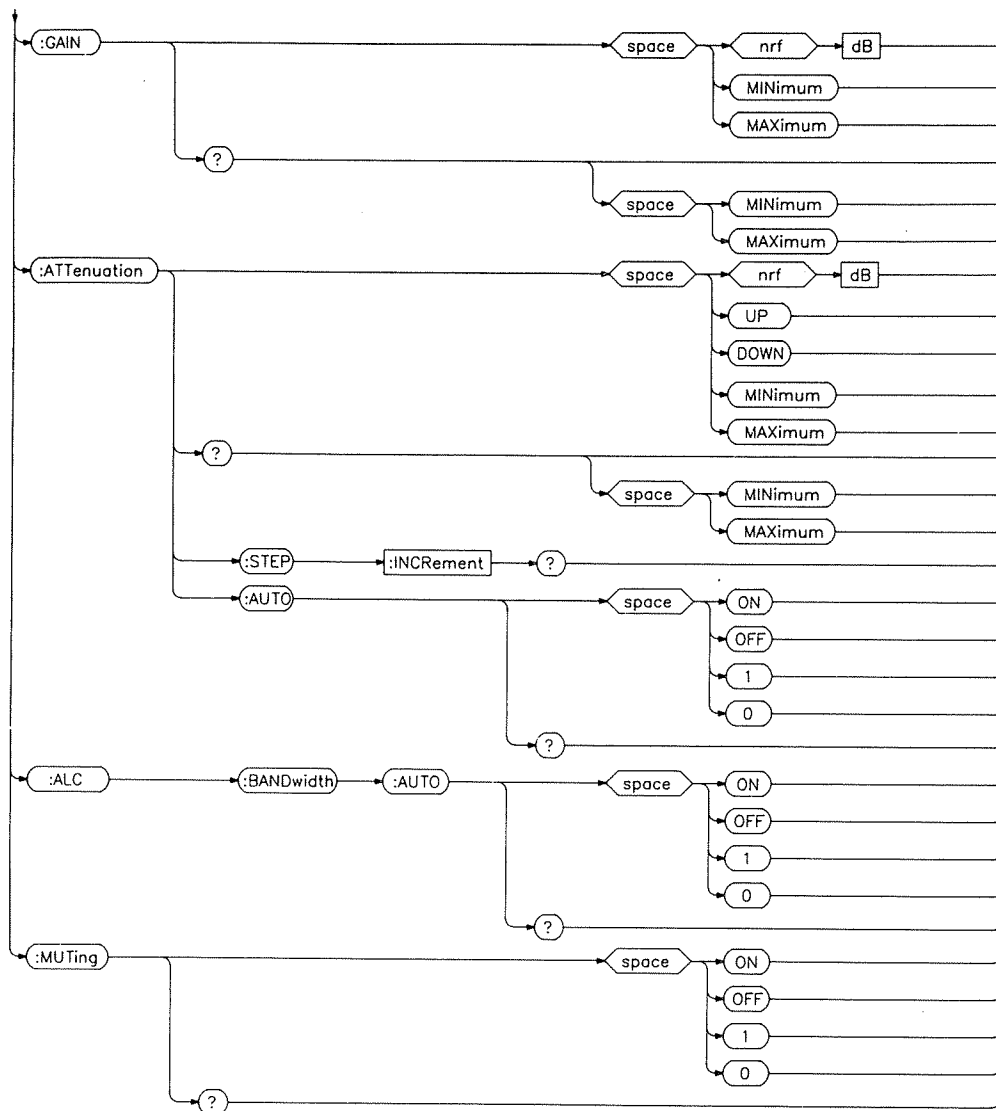 :GAIN space nrf dB
MINimum
MAXimum
?
space MINimum
MAXimum
:ATTenuation space nrf dB
UP
DOWN
MINimum
MAXimum
?
space MINimum
MAXimum
:STEP :INCRement ?
:AUTO space ON
OFF
1
0
?
:ALC :BANDwidth :AUTO space ON
OFF
1
0
?
:MUTing space ON
OFF
1
0
?